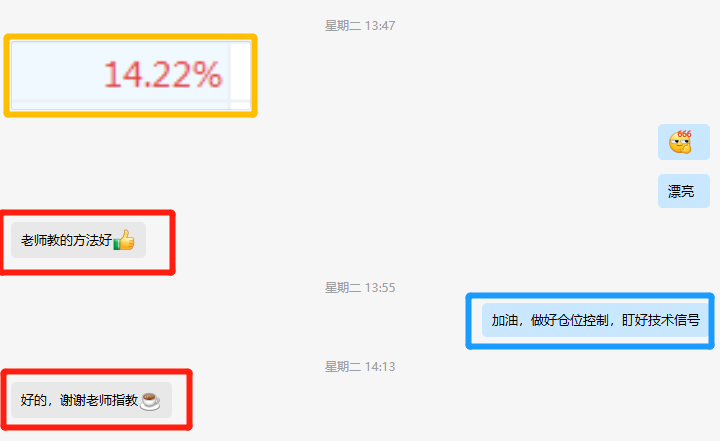 星期二 13:47
14.22%
666
漂亮
老师教的方法好
星期二 13:55
加油，做好仓位控制，盯好技术信号
星期二 14:13
好的，谢谢老师指教